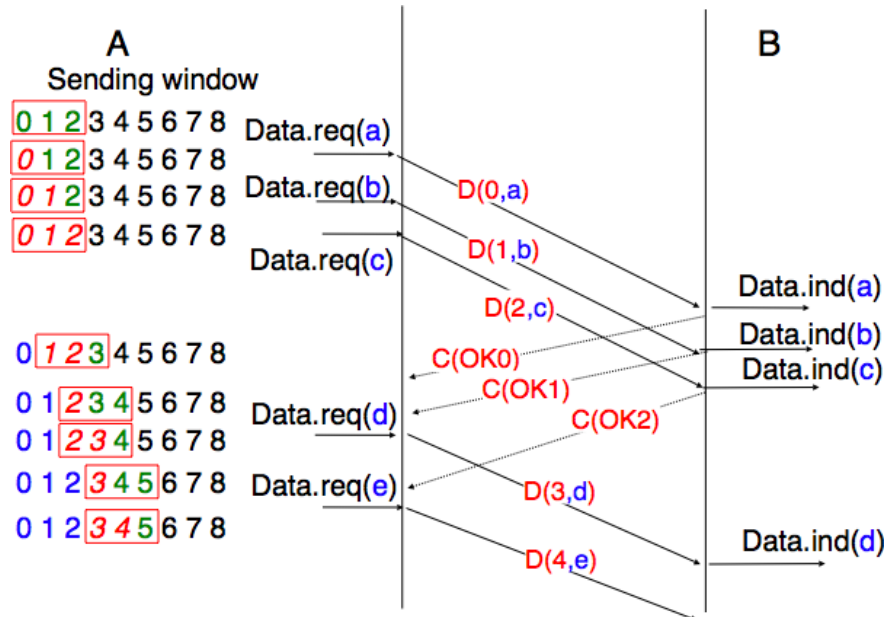 A
B
Sending window
0 1 2 3 4 5 6 7 8
Data.req(a)
0 1 2 3 4 5 6 7 8
Data.req(b)
D(0,a)
0 1 2 3 4 5 6 7 8
0 1 2 3 4 5 6 7 8
Data.req(c)
D(1,b)
D(2,c)
Data.ind(a)
Data.ind(b)
0 1 2 3 4 5 6 7 8
C(OK0)
Data.ind(c)
C(OK1)
0 1 2 3 4 5 6 7 8
Data.req(d)
C(OK2)
0 1 2 3 4 5 6 7 8
0 1 2 3 4 5 6 7 8
Data.req(e)
D(3,d)
0 1 2 3 4 5 6 7 8
D(4,e)
Data.ind(d)